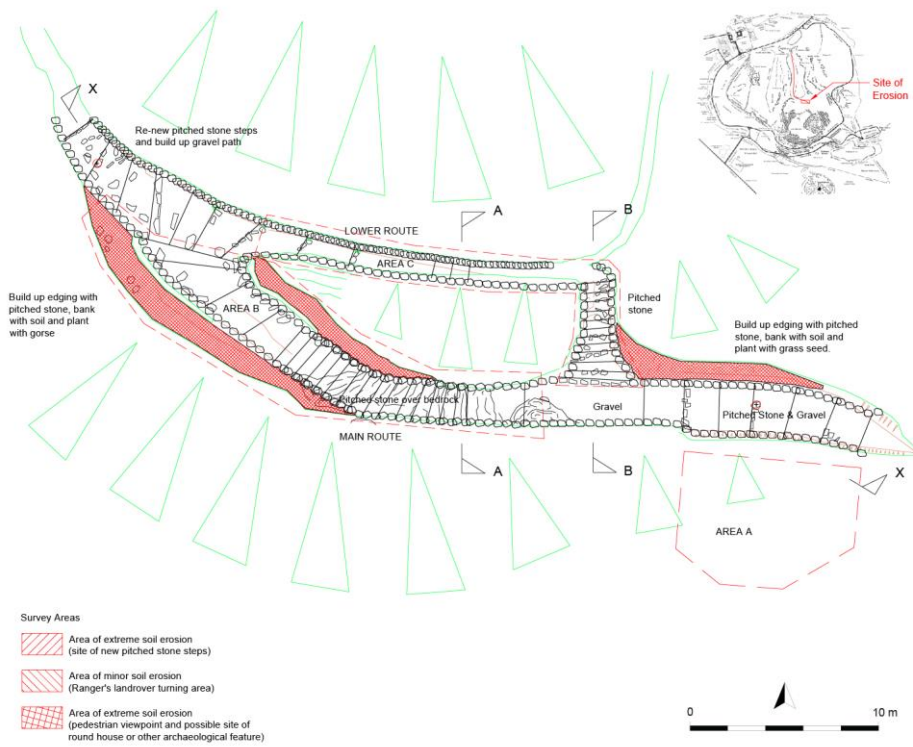 X
Re-new pitched stone steps
and build up gravel path
Site of
Erosion
A
B
LOWER ROUTE
AREA C
Build up edging with
pitched stone, bank
with soil and plant
with gorse
AREA B
Pitched
stone
Build up edging with pitched
stone, bank with soil and
plant with grass seed.
Pitched stone over bedrock
Gravel
Pitched Stone & Gravel
MAIN ROUTE
A
B
X
AREA A
Survey Areas
Area of extreme soil erosion
(site of new pitched stone steps)
Area of minor soil erosion
(Ranger's landrover turning area)
Area of extreme soil erosion
(pedestrian viewpoint and possible site of
round house or other archaeological feature)
0
10 m